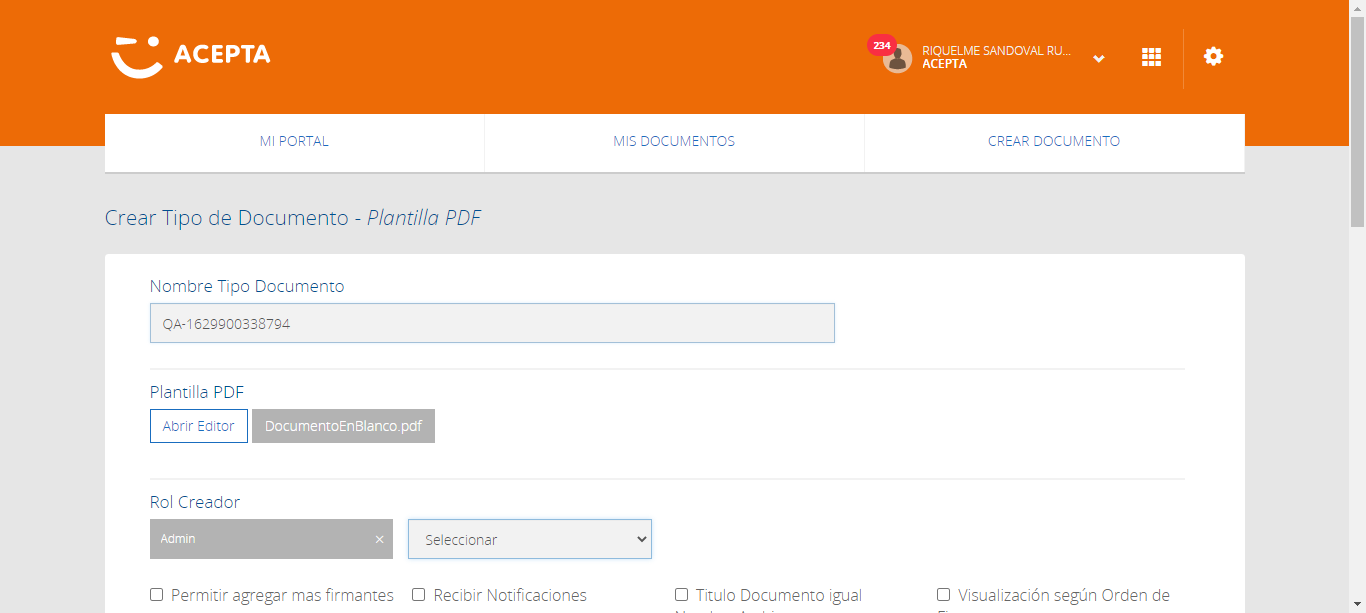 ACEPTA
234
RIQUELME SANDOVAL RU...
ACEPTA
MI PORTAL
MIS DOCUMENTOS
CREAR DOCUMENTO
Crear Tipo de Documento - Plantilla PDF
Nombre Tipo Documento
QA-1629900338794
Plantilla PDF
Abrir Editor
DocumentoEnBlanco.pdf
Rol Creador
Admin ×
Seleccionar
Permitir agregar mas firmantes
Recibir Notificaciones
Titulo Documento igual
Visualización según Orden de